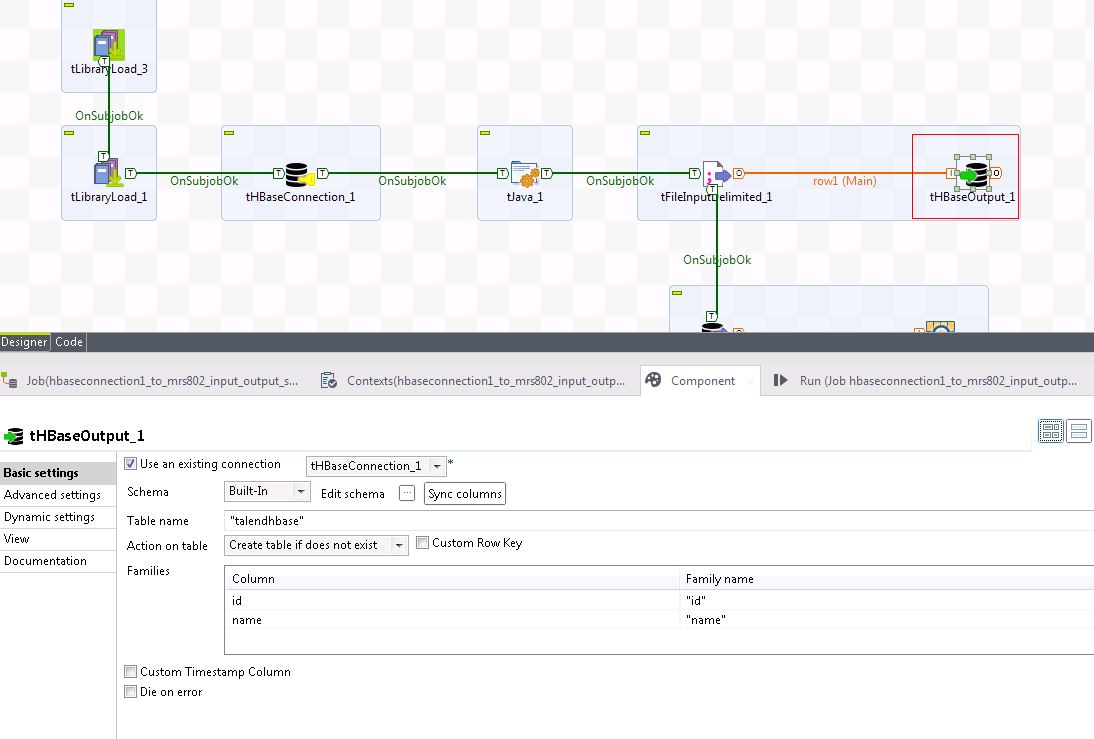 tLibraryLoad_3
OnSubjobOk
tLibraryLoad_1
OnSubjobOk
tHBaseConnection_1
OnSubjobOk
tJava_1
OnSubjobOk
tFileInputDelimited_1
row1 (Main)
tHBaseOutput_1
OnSubjobOk
Designer
Code
Job(hbaseconnection1_to_mrs802_input_output_s...
Contexts(hbaseconnection1_to_mrs802_input_outp...
Component
Run (Job hbaseconnection1_to_mrs802_input_outp...
tHBaseOutput_1
Basic settings
Advanced settings
Dynamic settings
View
Documentation
Use an existing connection tHBaseConnection_1 *
Schema Built-In Edit schema ... Sync columns
Table name "talendhbase"
Action on table Create table if does not exist Custom Row Key
Families
Column Family name
id "id"
name "name"
Custom Timestamp Column
Die on error